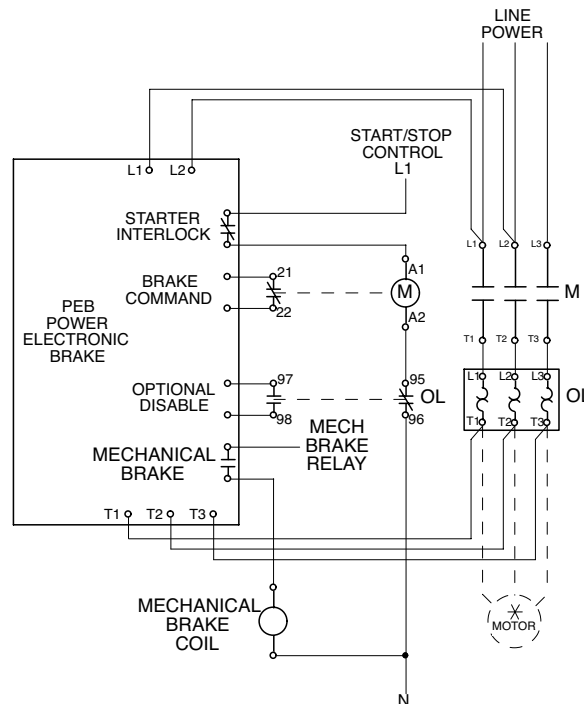 LINE
POWER
START/STOP
CONTROL
L1
L1 L2
STARTER
INTERLOCK
L1 L2 L3
A1
BRAKE
COMMAND
21
22
M
M
PEB
POWER
ELECTRONIC
BRAKE
A2
T1 T2 T3
OPTIONAL
DISABLE
97
98
95
96
OL
L1 L2 L3
OL
T1 T2 T3
MECHANICAL
BRAKE
MECH
BRAKE
RELAY
T1 T2 T3
MECHANICAL
BRAKE
COIL
MOTOR
N